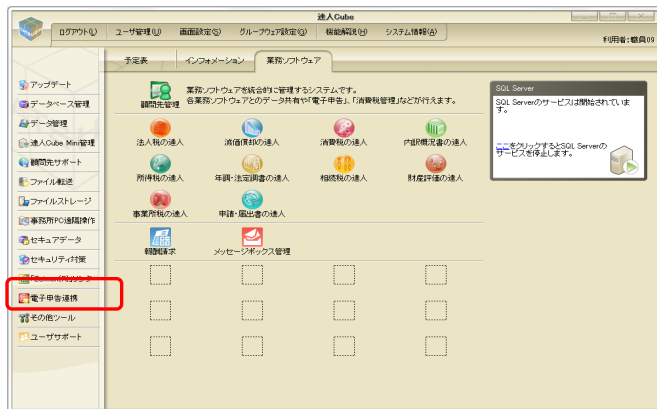 達人Cube
ログアウト(L) ユーザ管理(U) 画面設定(S) グループウェア設定(G) 機能解説(H) システム情報(A)
利用者:職員09
予定表 インフォメーション 業務ソフトウェア
アップデート
データベース管理
データ管理
達人Cube Mini管理
顧問先サポート
ファイル転送
ファイルストレージ
事務所PC遠隔操作
セキュアデータ
セキュリティ対策
電子申告連携
その他ツール
ユーザサポート
顧問先管理
業務ソフトウェアを統合的に管理するシステムです。
各業務ソフトウェアとのデータ共有や「電子申告」、「消費税管理」などが行えます。
法人税の達人 減価償却の達人 消費税の達人 内訳概況書の達人
所得税の達人 年調・法定調書の達人 相続税の達人 財産評価の達人
事業所税の達人 申請・届出書の達人
報酬請求 メッセージボックス管理
SQL Server
SQL Serverのサービスは開始されていま
す。
ここをクリックするとSQL Serverの
サービスを停止します。